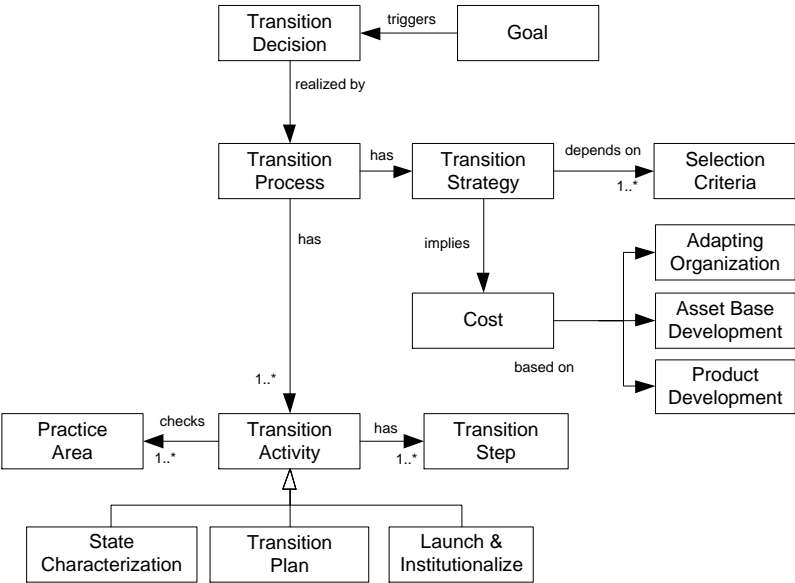 Transition
Decision
triggers
Goal
realized by
Transition
Process
has
Transition
Strategy
depends on
1..*
Selection
Criteria
has
implies
Adapting
Organization
Cost
Asset Base
Development
based on
Product
Development
1..*
Practice
Area
checks
1..*
Transition
Activity
has
1..*
Transition
Step
State
Characterization
Transition
Plan
Launch &
Institutionalize